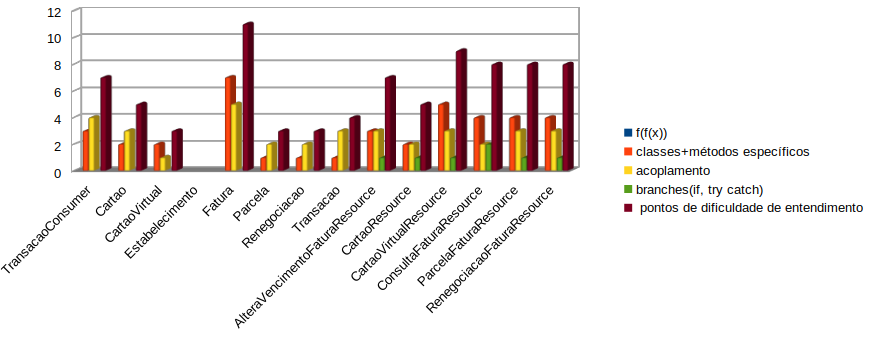 12
10
8
6
4
2
0
TransacaoConsumer
Cartao
CartaoVirtual
Estabelecimento
Fatura
Parcela
Renegociacao
Transacao
AlteraVencimentoFaturaResource
CartaoResource
CartaoVirtualResource
ConsultaFaturaResource
ParcelaFaturaResource
RenegociacaoFaturaResource
f(f(x))
classes+métodos específicos
acoplamento
branches(if, try catch)
pontos de dificuldade de entendimento